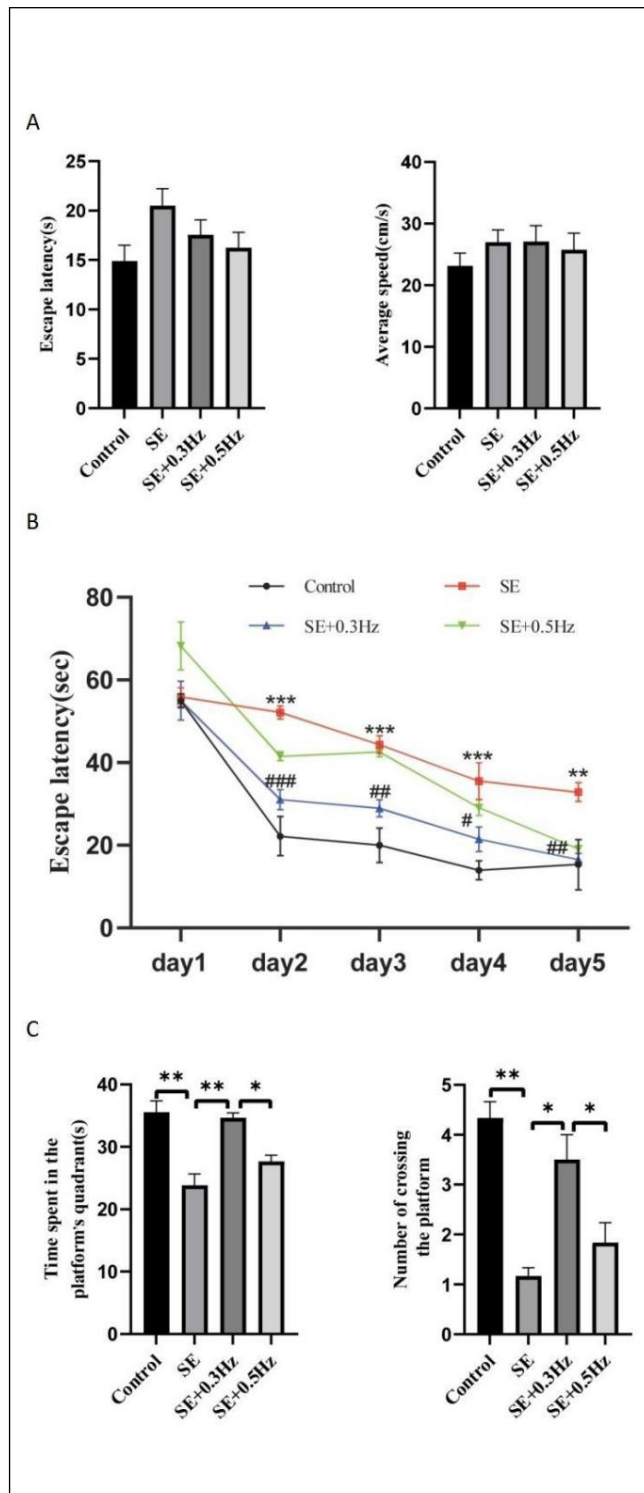 A
Escape latency(s)
25
20
15
10
5
0
Control
SE
SE+0.3Hz
SE+0.5Hz
Average speed(cm/s)
40
30
20
10
0
Control
SE
SE+0.3Hz
SE+0.5Hz
B
Control
SE
SE+0.3Hz
SE+0.5Hz
Escape latency(sec)
80
60
40
20
0
***
***
***
**
###
##
#
##
day1 day2 day3 day4 day5
C
Time spent in the
platform's quadrant(s)
40
30
20
10
0
** ** *
Control
SE
SE+0.3Hz
SE+0.5Hz
Number of crossing
the platform
5
4
3
2
1
0
** * *
Control
SE
SE+0.3Hz
SE+0.5Hz